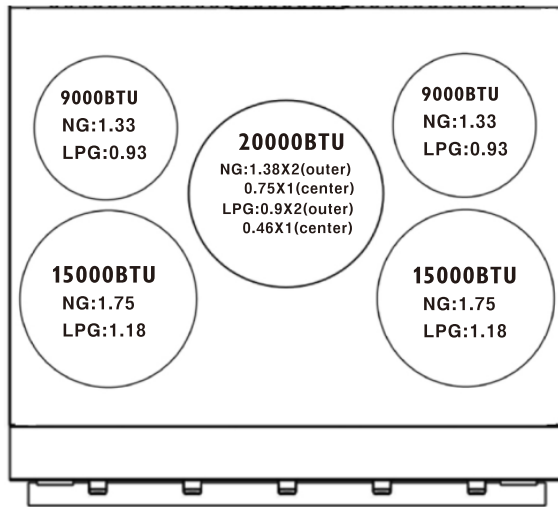 9000BTU
NG:1.33
LPG:0.93
20000BTU
NG:1.38X2(outer)
0.75X1(center)
LPG:0.9X2(outer)
0.46X1(center)
9000BTU
NG:1.33
LPG:0.93
15000BTU
NG:1.75
LPG:1.18
15000BTU
NG:1.75
LPG:1.18